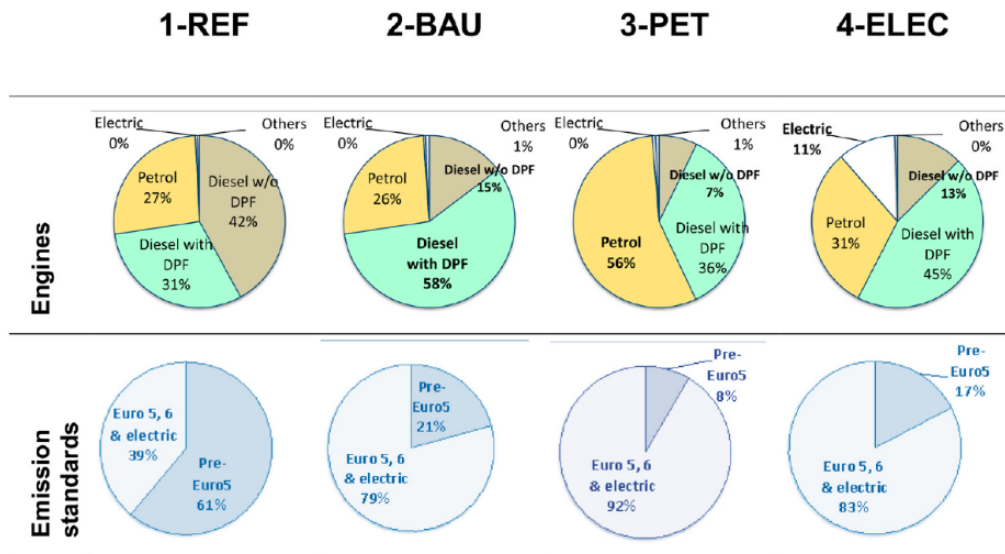 1-REF
2-BAU
3-PET
4-ELEC
Engines
Electric
0%
Others
0%
Petrol
27%
Diesel w/o
DPF
42%
Diesel with
DPF
31%
Electric
0%
Others
1%
Petrol
26%
Diesel w/o DPF
15%
Diesel
with DPF
58%
Electric
0%
Others
1%
Diesel w/o DPF
7%
Petrol
56%
Diesel with
DPF
36%
Electric
11%
Others
0%
Diesel w/o DPF
13%
Petrol
31%
Diesel with
DPF
45%
Emission
standards
Euro 5, 6
& electric
39%
Pre-
Euro5
61%
Pre-
Euro5
21%
Euro 5, 6
& electric
79%
Pre-
Euro5
8%
Euro 5, 6
& electric
92%
Pre-
Euro5
17%
Euro 5, 6
& electric
83%